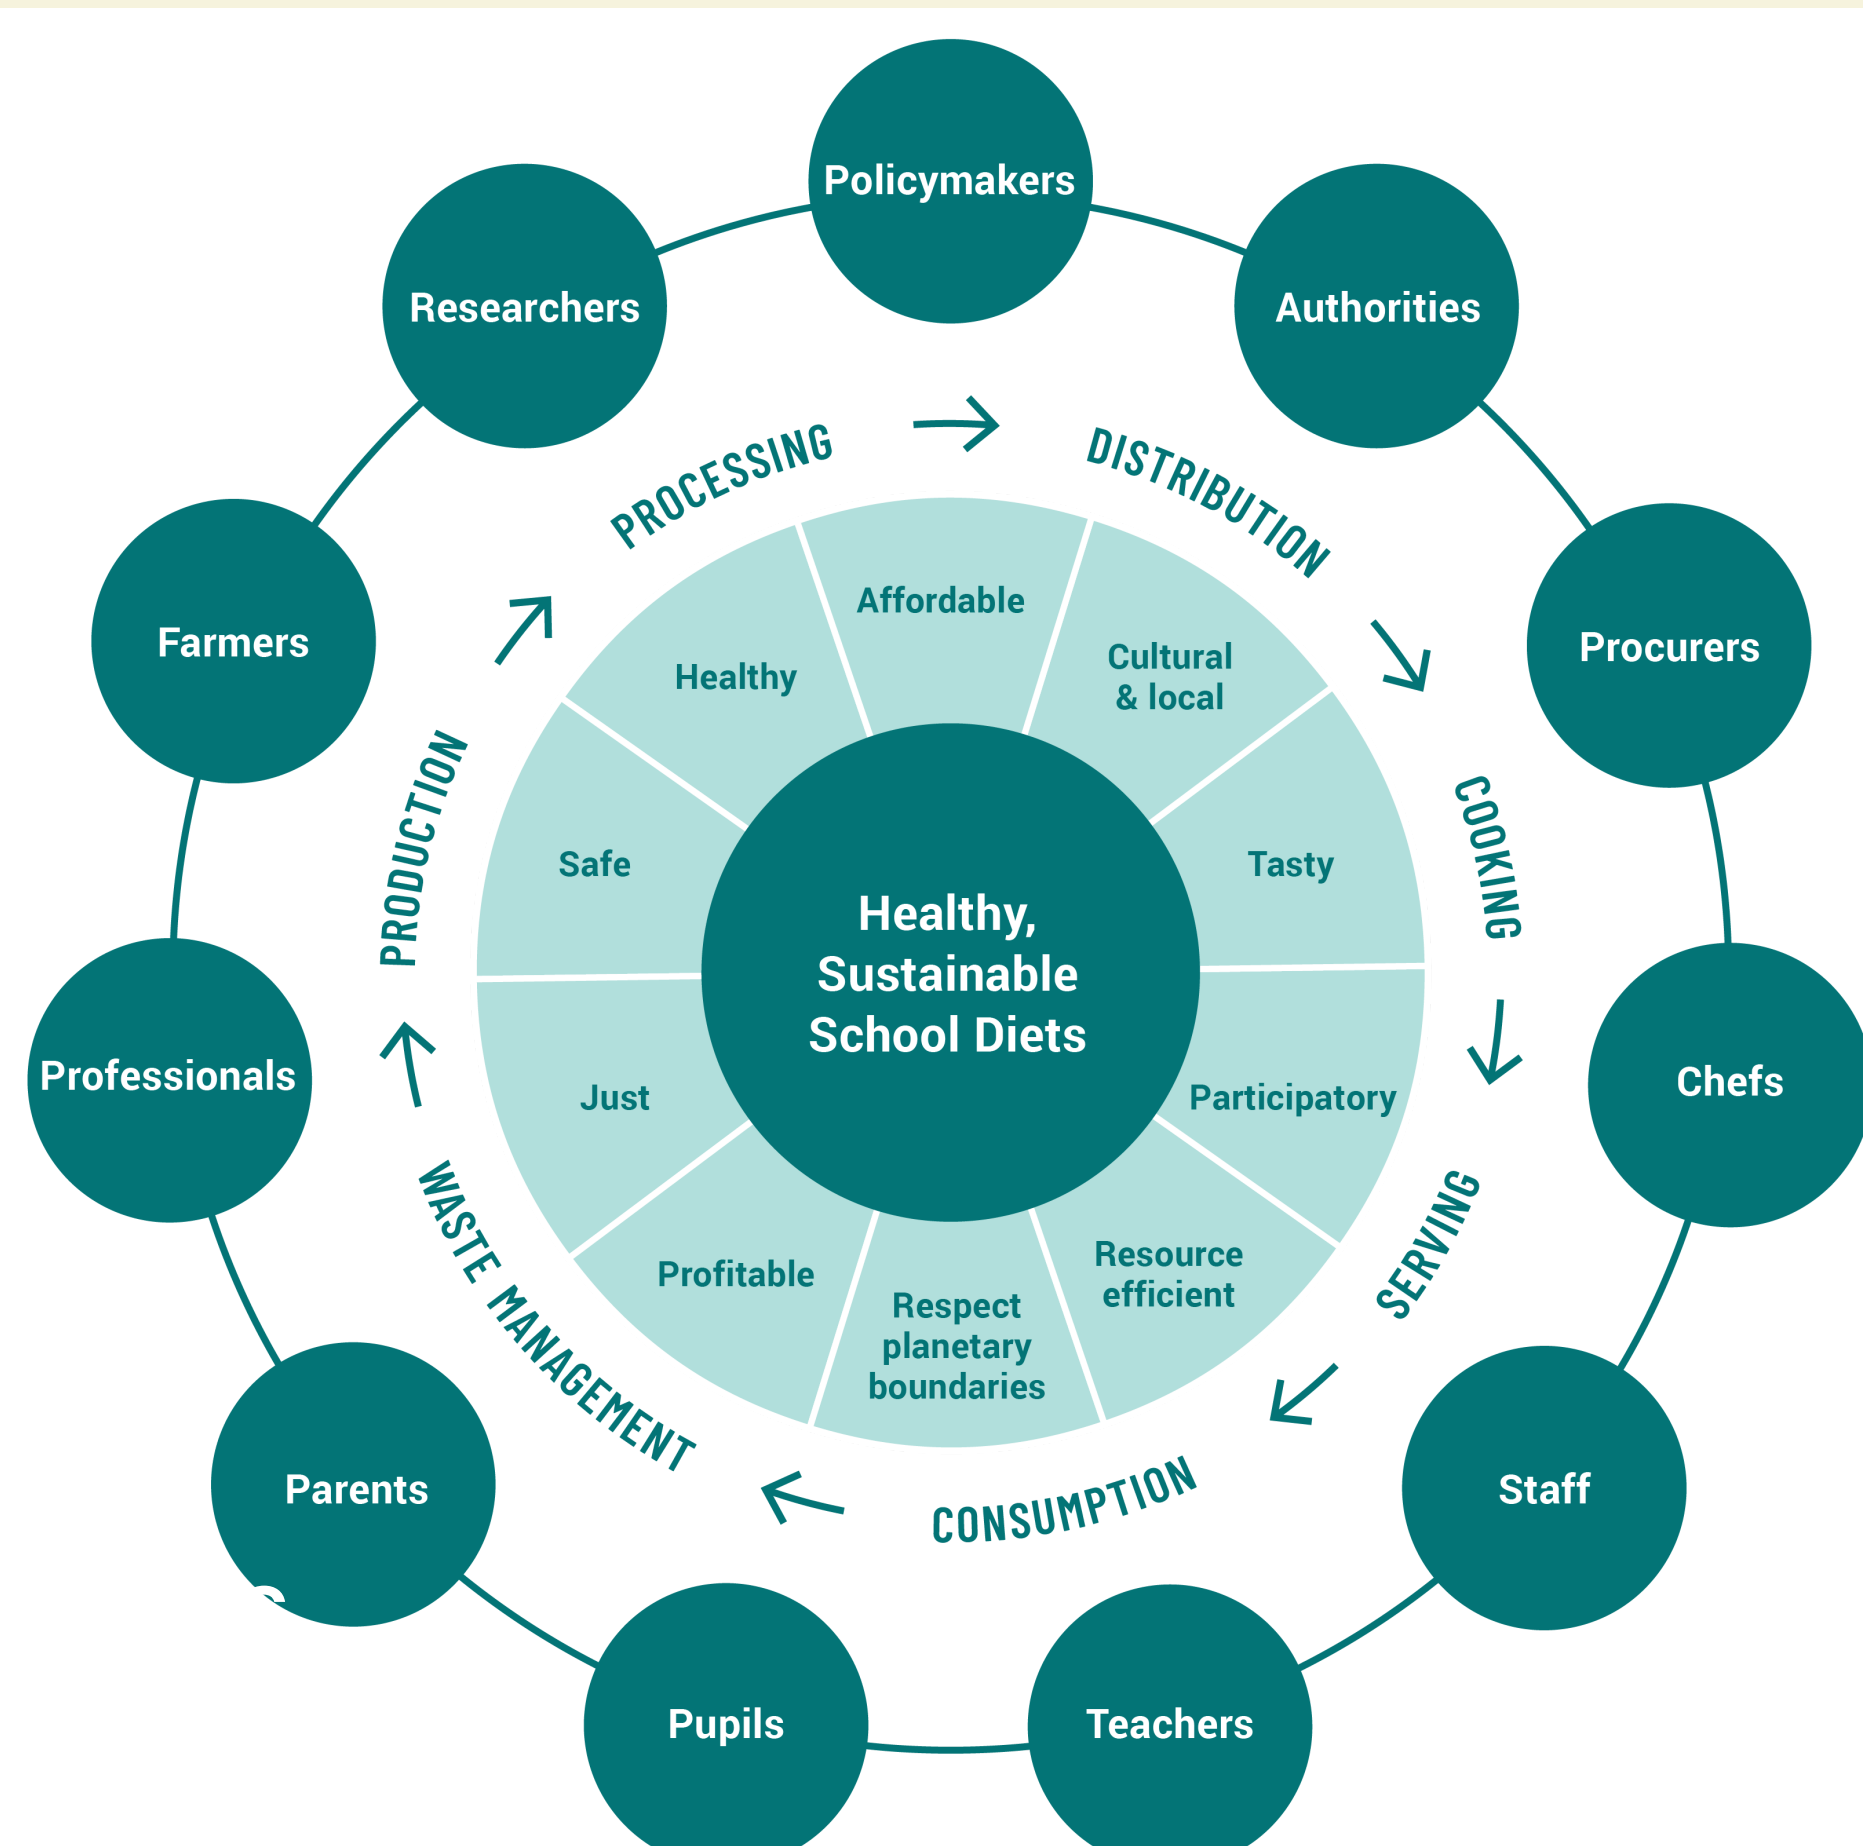 Policymakers
Authorities
Procurers
Chefs
Staff
Teachers
Pupils
Parents
Professionals
Farmers
Researchers
PROCESSING
DISTRIBUTION
COOKING
SERVING
CONSUMPTION
WASTE MANAGEMENT
PRODUCTION
Affordable
Cultural
& local
Tasty
Participatory
Resource
efficient
Respect
planetary
boundaries
Profitable
Just
Safe
Healthy
Healthy,
Sustainable
School Diets